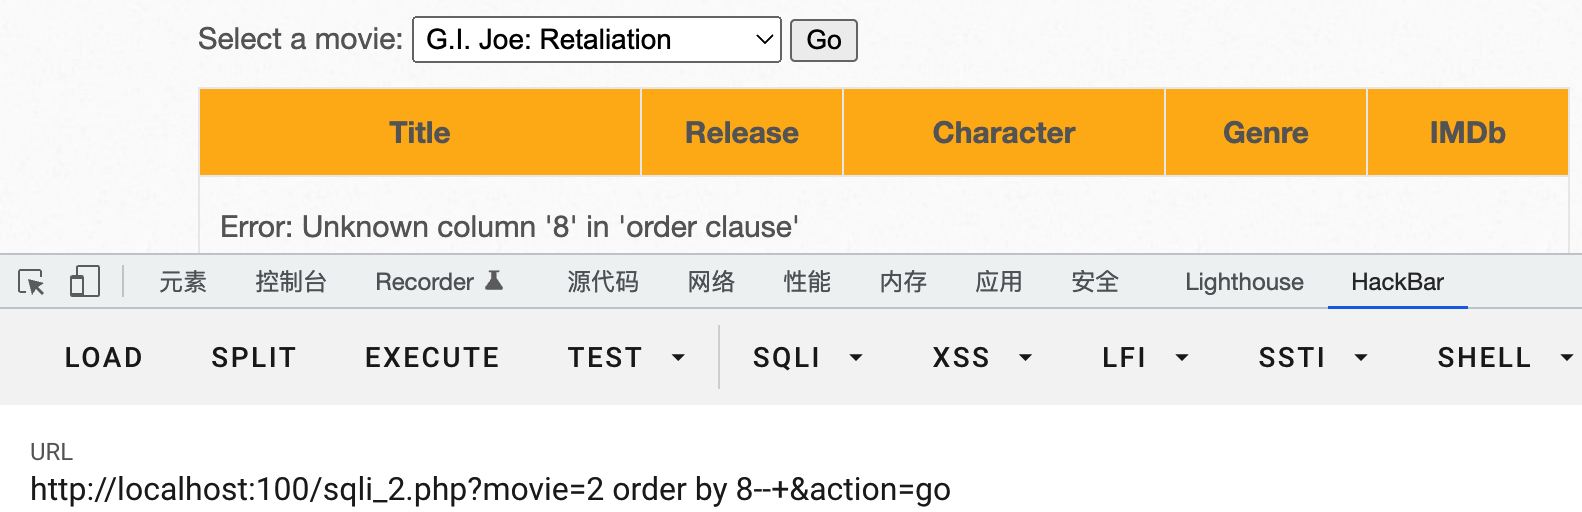 Select a movie: G.I. Joe: Retaliation Go
Title Release Character Genre IMDb
Error: Unknown column '8' in 'order clause'
元素 控制台 Recorder 源代码 网络 性能 内存 应用 安全 Lighthouse HackBar
LOAD SPLIT EXECUTE TEST SQLI XSS LFI SSTI SHELL
URL
http://localhost:100/sqli_2.php?movie=2 order by 8--+&action=go